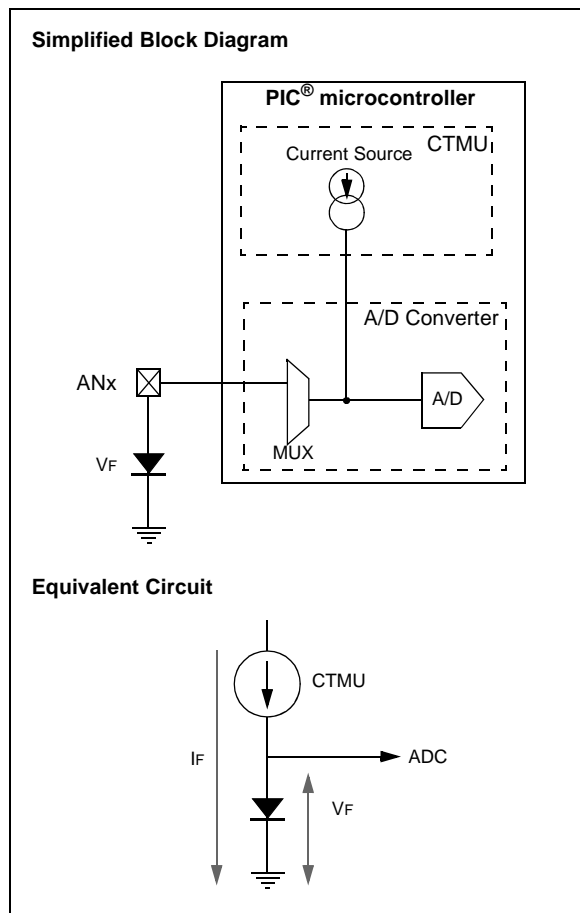 Simplified Block Diagram
PIC® microcontroller
CTMU
Current Source
A/D Converter
ANx
A/D
MUX
VF
Equivalent Circuit
CTMU
IF
ADC
VF